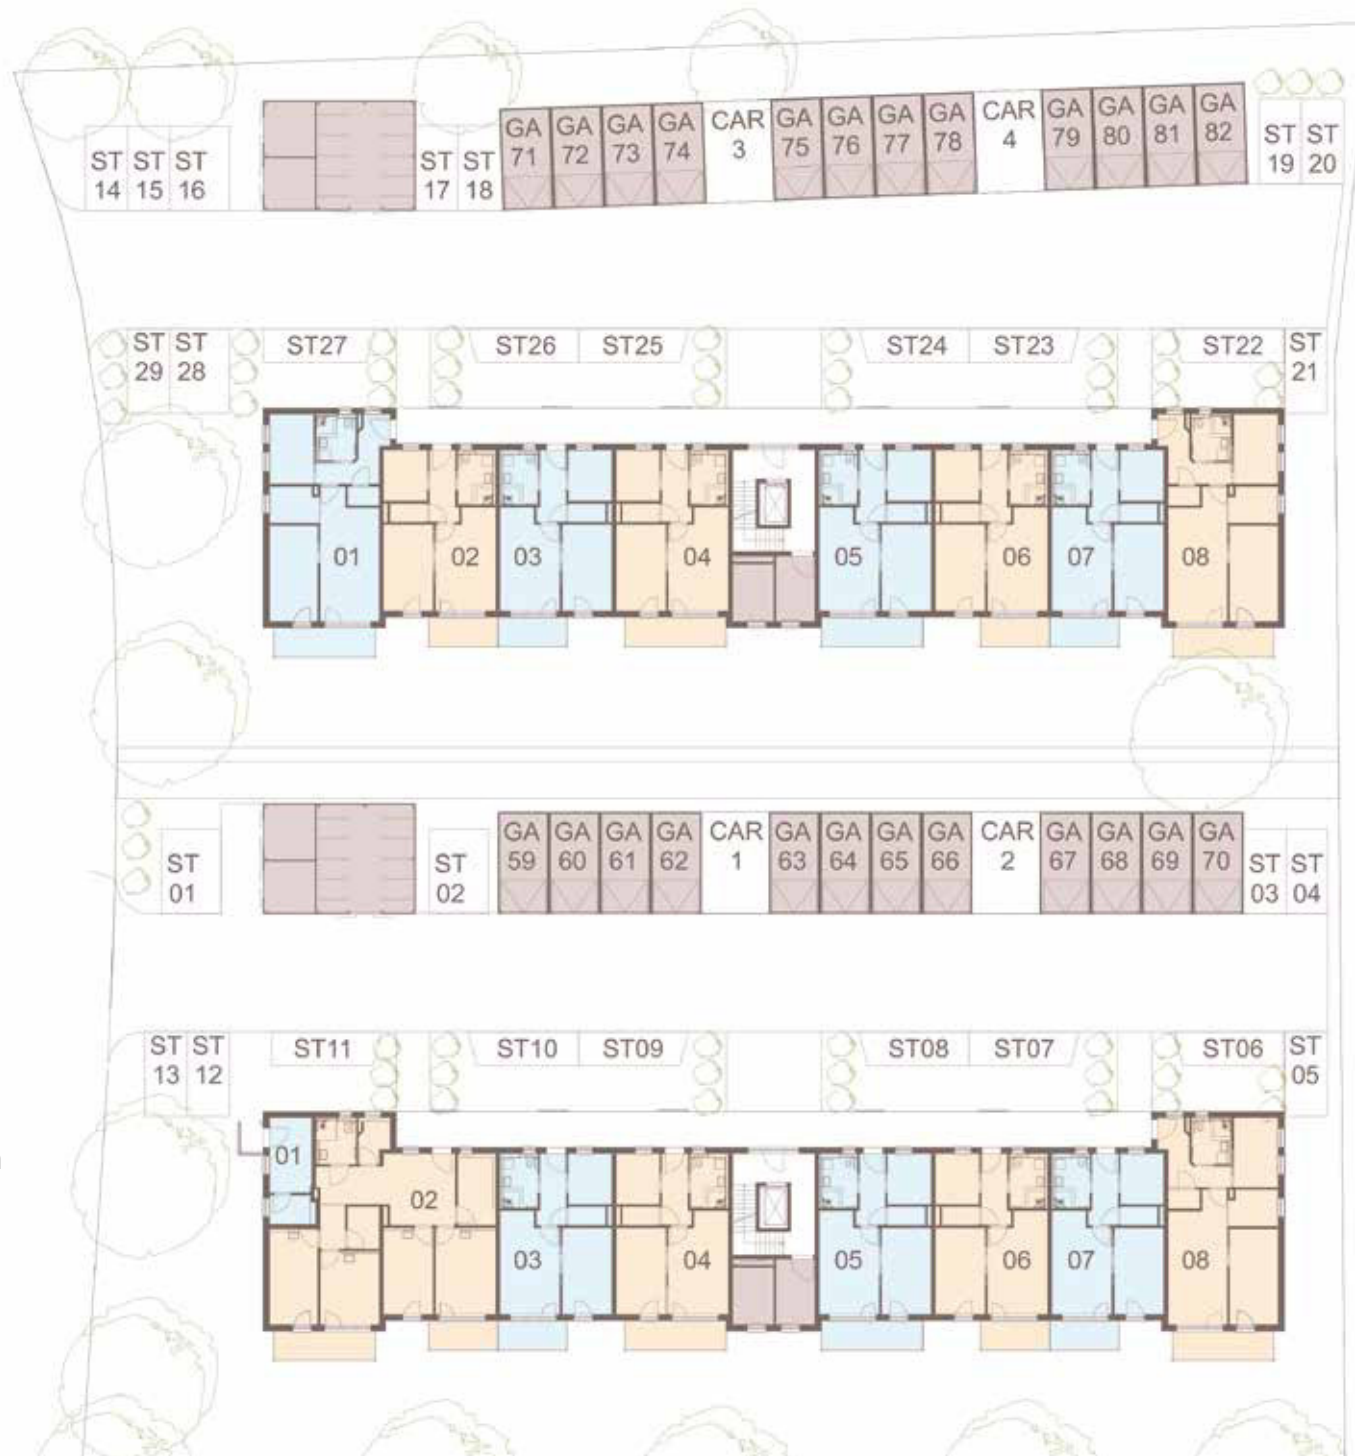 ST 14
ST 15
ST 16
ST 17
ST 18
GA 71
GA 72
GA 73
GA 74
CAR 3
GA 75
GA 76
GA 77
GA 78
CAR 4
GA 79
GA 80
GA 81
GA 82
ST 19
ST 20
ST 29
ST 28
ST27
ST26
ST25
ST24
ST23
ST22
ST 21
01
02
03
04
05
06
07
08
ST 01
ST 02
GA 59
GA 60
GA 61
GA 62
CAR 1
GA 63
GA 64
GA 65
GA 66
CAR 2
GA 67
GA 68
GA 69
GA 70
ST 03
ST 04
ST 13
ST 12
ST11
ST10
ST09
ST08
ST07
ST06
ST 05
01
02
03
04
05
06
07
08